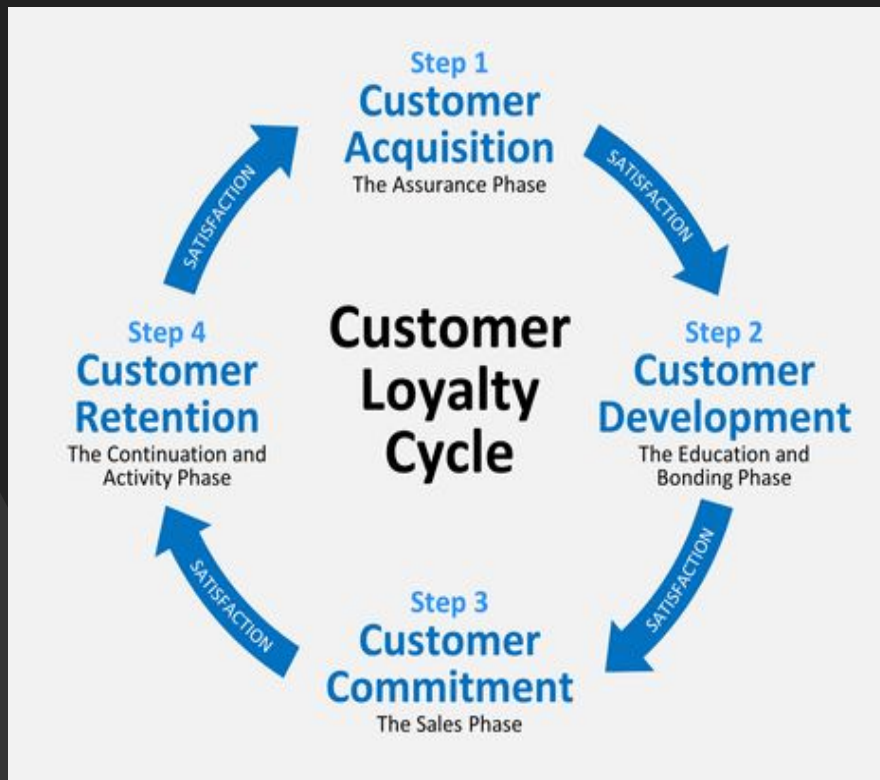 Step 1
Customer
Acquisition
The Assurance Phase
SATISFACTION
SATISFACTION
Step 4
Customer
Retention
The Continuation and
Activity Phase
Customer
Loyalty
Cycle
Step 2
Customer
Development
The Education and
Bonding Phase
SATISFACTION
SATISFACTION
Step 3
Customer
Commitment
The Sales Phase